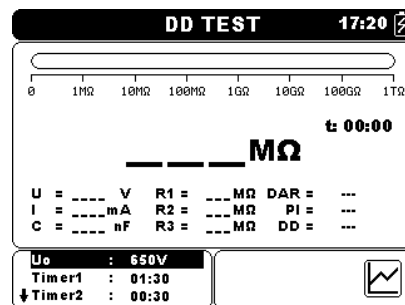 DD TEST 17:20
0 1MΩ 10MΩ 100MΩ 1GΩ 10GΩ 100GΩ 1TΩ
t: 00:00
_ _ _ MΩ
U = ____ V R1 = ___MΩ DAR = ---
I = ____mA R2 = ___MΩ PI = ---
C = ____ nF R3 = ___MΩ DD = ---
Uo : 650V
Timer1 : 01:30
Timer2 : 00:30